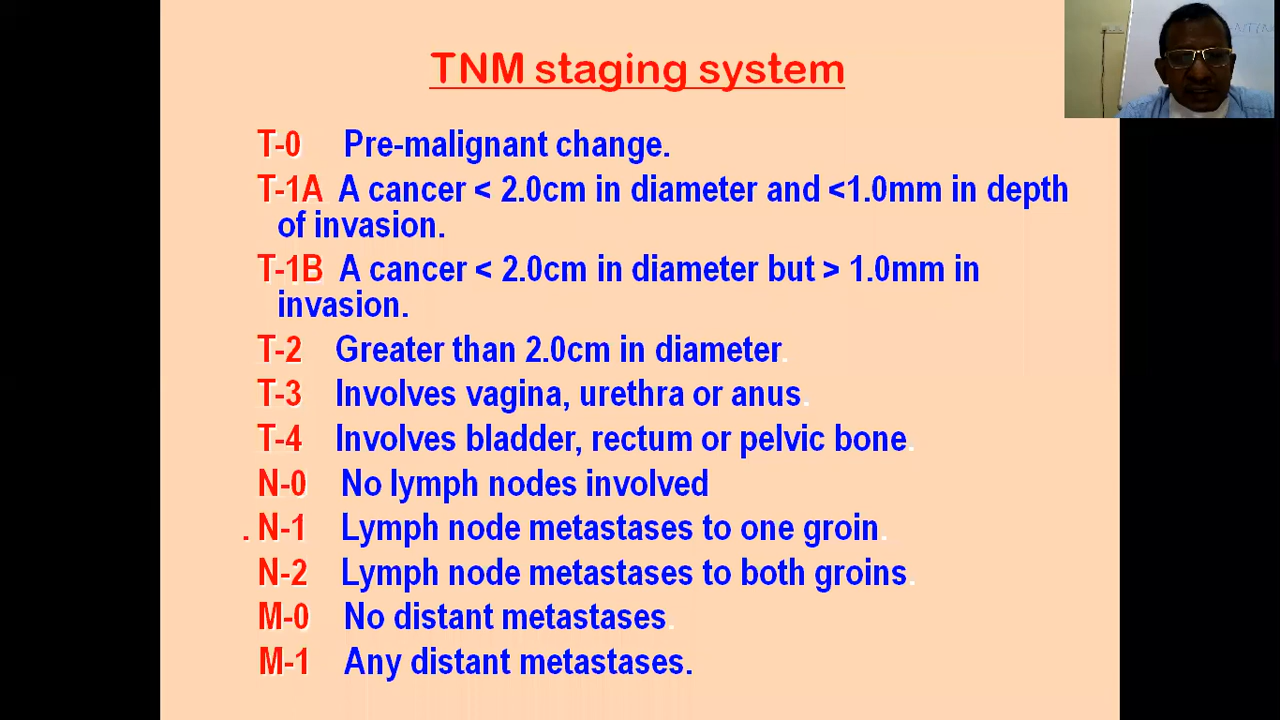 TNM staging system
T-0 Pre-malignant change.
T-1A A cancer < 2.0cm in diameter and <1.0mm in depth
of invasion.
T-1B A cancer < 2.0cm in diameter but > 1.0mm in
invasion.
T-2 Greater than 2.0cm in diameter.
T-3 Involves vagina, urethra or anus.
T-4 Involves bladder, rectum or pelvic bone.
N-0 No lymph nodes involved
. N-1 Lymph node metastases to one groin.
N-2 Lymph node metastases to both groins.
M-0 No distant metastases.
M-1 Any distant metastases.